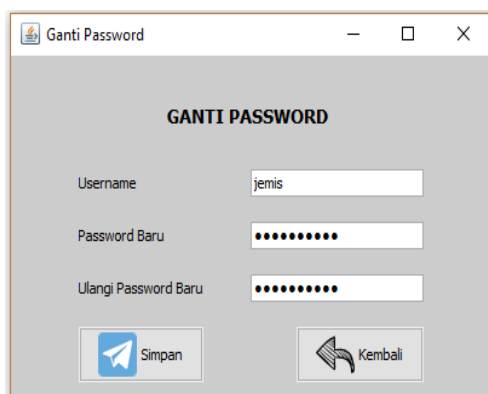 Ganti Password
GANTI PASSWORD
Username jemis
Password Baru ••••••••••
Ulangi Password Baru ••••••••••
Simpan Kembali